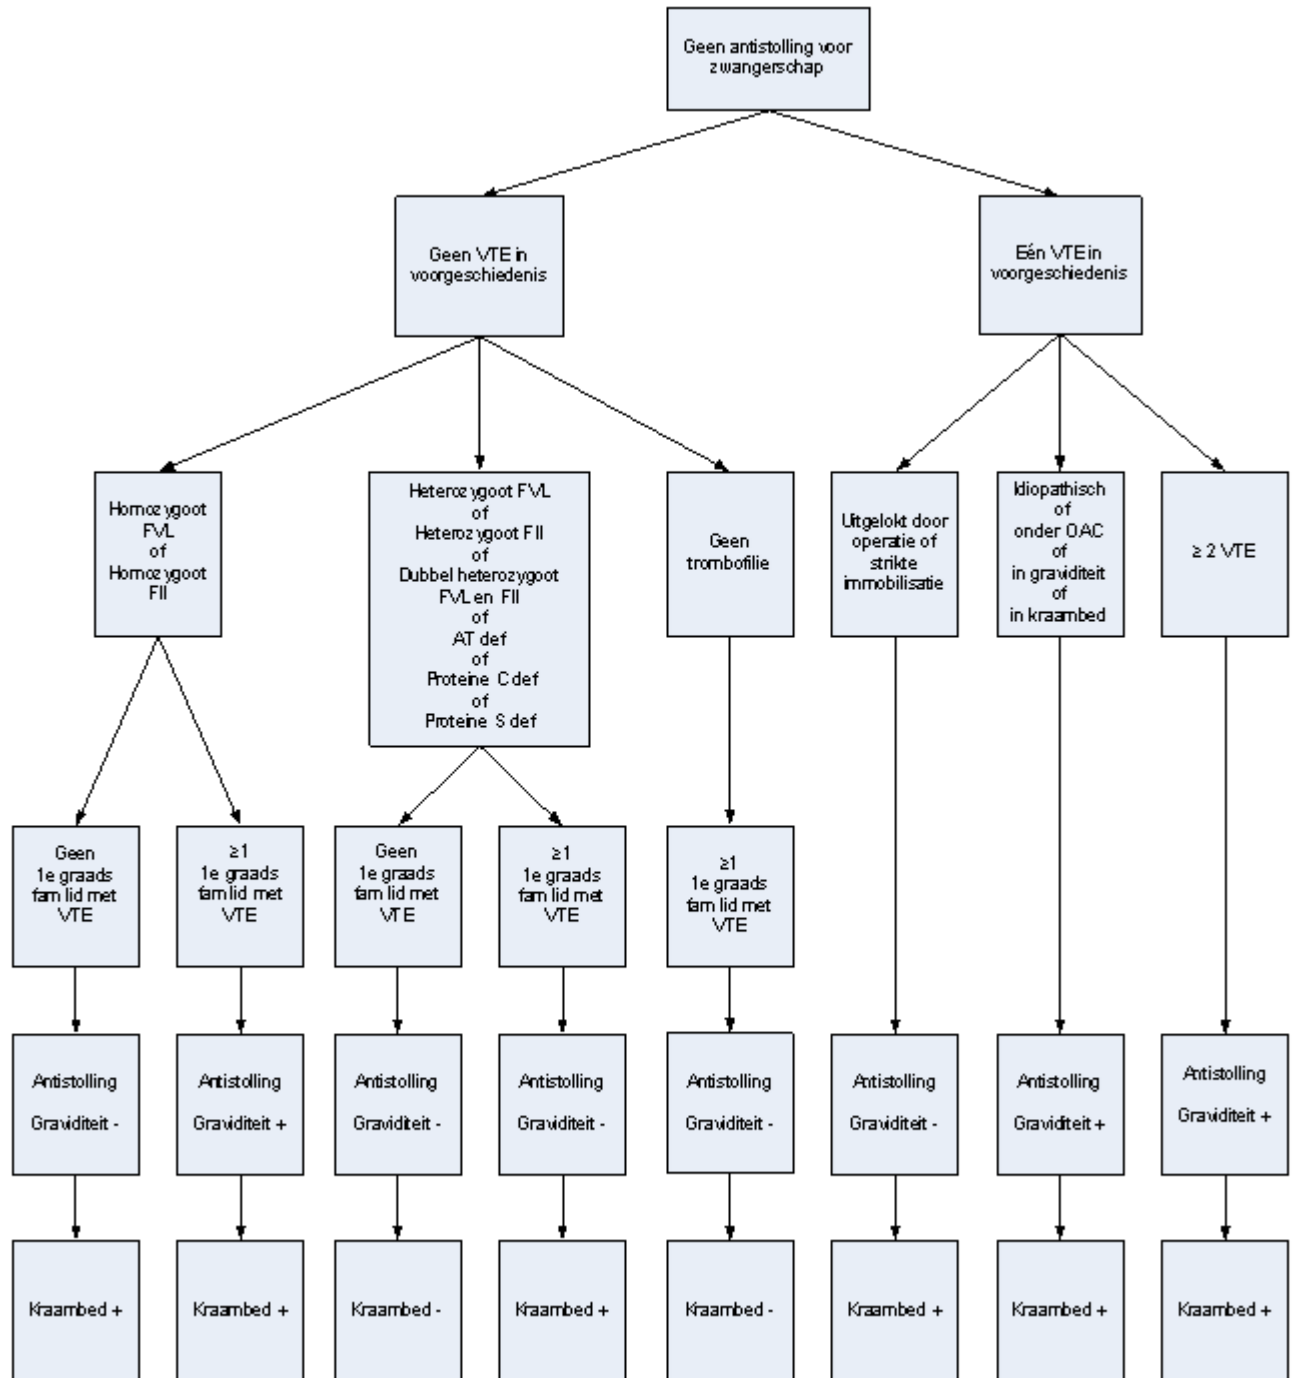 Geen antistolling voor
zwangerschap
Geen VTE in
voorgeschiedenis
Eén VTE in
voorgeschiedenis
Homozygoot
FVL
of
Homozygoot
FII
Heterozygoot FVL
of
Heterozygoot FII
of
Dubbel heterozygoot
FVL en FII
of
AT def
of
Proteine C def
of
Proteine S def
Geen
trombofilie
Uitgelokt door
operatie of
strikte
immobilisatie
Idiopathisch
of
onder OAC
of
in graviditeit
of
in kraambed
≥ 2 VTE
Geen
1e graads
fam lid met
VTE
≥1
1e graads
fam lid met
VTE
Geen
1e graads
fam lid met
VTE
≥1
1e graads
fam lid met
VTE
≥1
1e graads
fam lid met
VTE
Antistolling
Graviditeit -
Antistolling
Graviditeit +
Antistolling
Graviditeit -
Antistolling
Graviditeit -
Antistolling
Graviditeit -
Antistolling
Graviditeit -
Antistolling
Graviditeit +
Antistolling
Graviditeit +
Kraambed +
Kraambed +
Kraambed -
Kraambed +
Kraambed -
Kraambed +
Kraambed +
Kraambed +